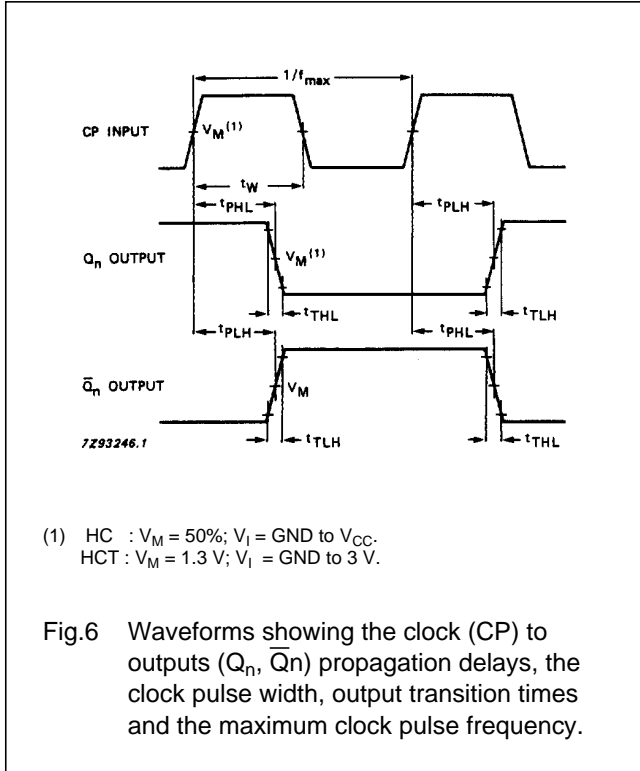 1/fmax
CP INPUT
VM(1)
tW
tPHL
tPLH
Qn OUTPUT
VM(1)
tTHL
tTLH
tPLH
tPHL
Q̅n OUTPUT
VM
7Z93246.1
tTLH
tTHL
(1) HC : VM = 50%; VI = GND to VCC.
HCT : VM = 1.3 V; VI = GND to 3 V.
Fig.6 Waveforms showing the clock (CP) to
outputs (Qn, Q̅n) propagation delays, the
clock pulse width, output transition times
and the maximum clock pulse frequency.